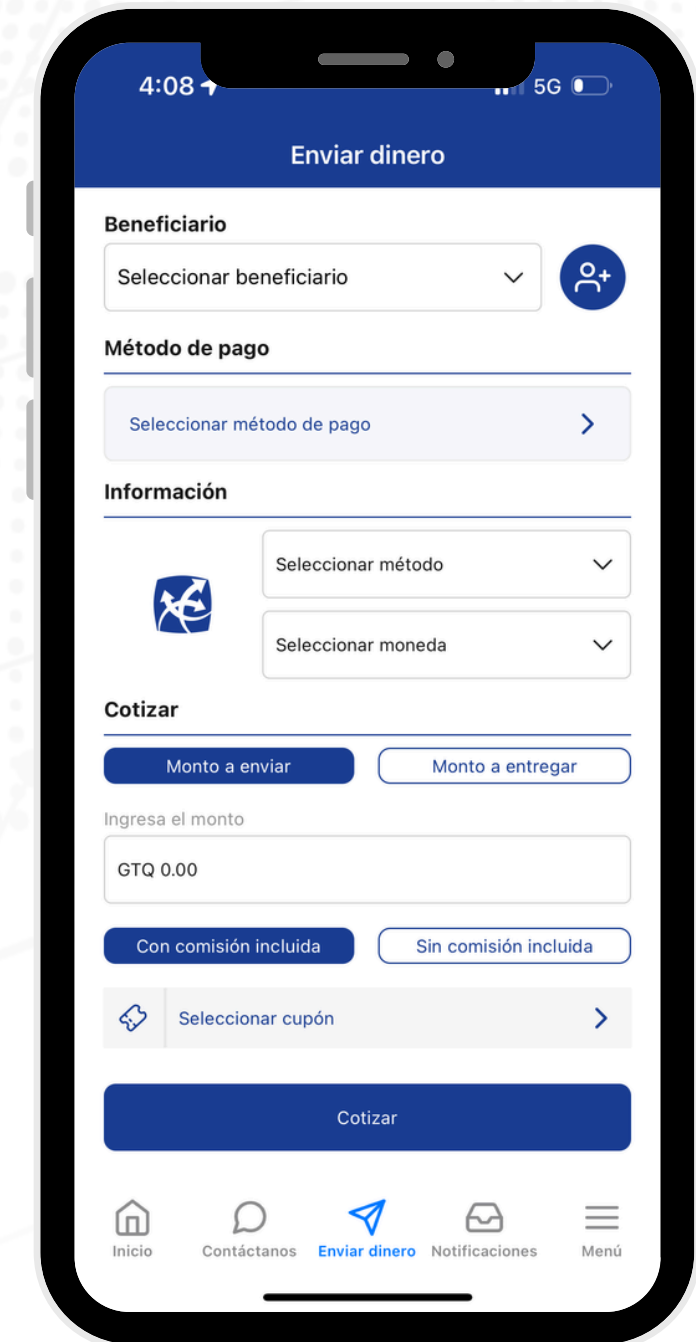 4:08
5G
Enviar dinero
Beneficiario
Seleccionar beneficiario
Método de pago
Seleccionar método de pago
Información
Seleccionar método
Seleccionar moneda
Cotizar
Monto a enviar
Monto a entregar
Ingresa el monto
GTQ 0.00
Con comisión incluida
Sin comisión incluida
Seleccionar cupón
Cotizar
Inicio
Contáctanos
Enviar dinero
Notificaciones
Menú